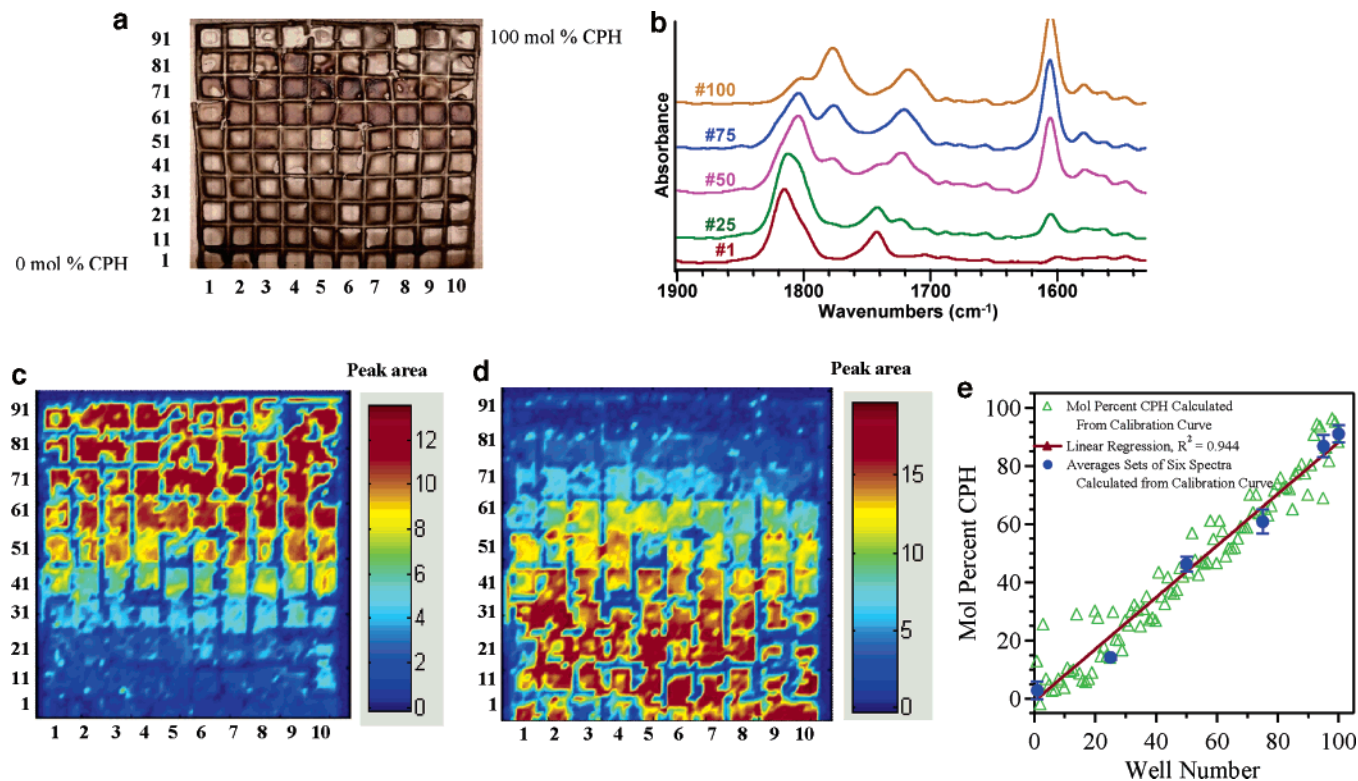 a
91
81
71
61
51
41
31
21
11
1
100 mol % CPH
0 mol % CPH
1 2 3 4 5 6 7 8 9 10
b
Absorbance
#100
#75
#50
#25
#1
1900 1800 1700 1600
Wavenumbers (cm-1)
c
Peak area
91
81
71
61
51
41
31
21
11
1
1 2 3 4 5 6 7 8 9 10
12
10
8
6
4
2
0
d
Peak area
91
81
71
61
51
41
31
21
11
1
1 2 3 4 5 6 7 8 9 10
15
10
5
0
e
Mol Percent CPH
100
80
60
40
20
0
Mol Percent CPH Calculated
From Calibration Curve
Linear Regression, R2 = 0.944
Averages Sets of Six Spectra
Calculated from Calibration Curve
0 20 40 60 80 100
Well Number